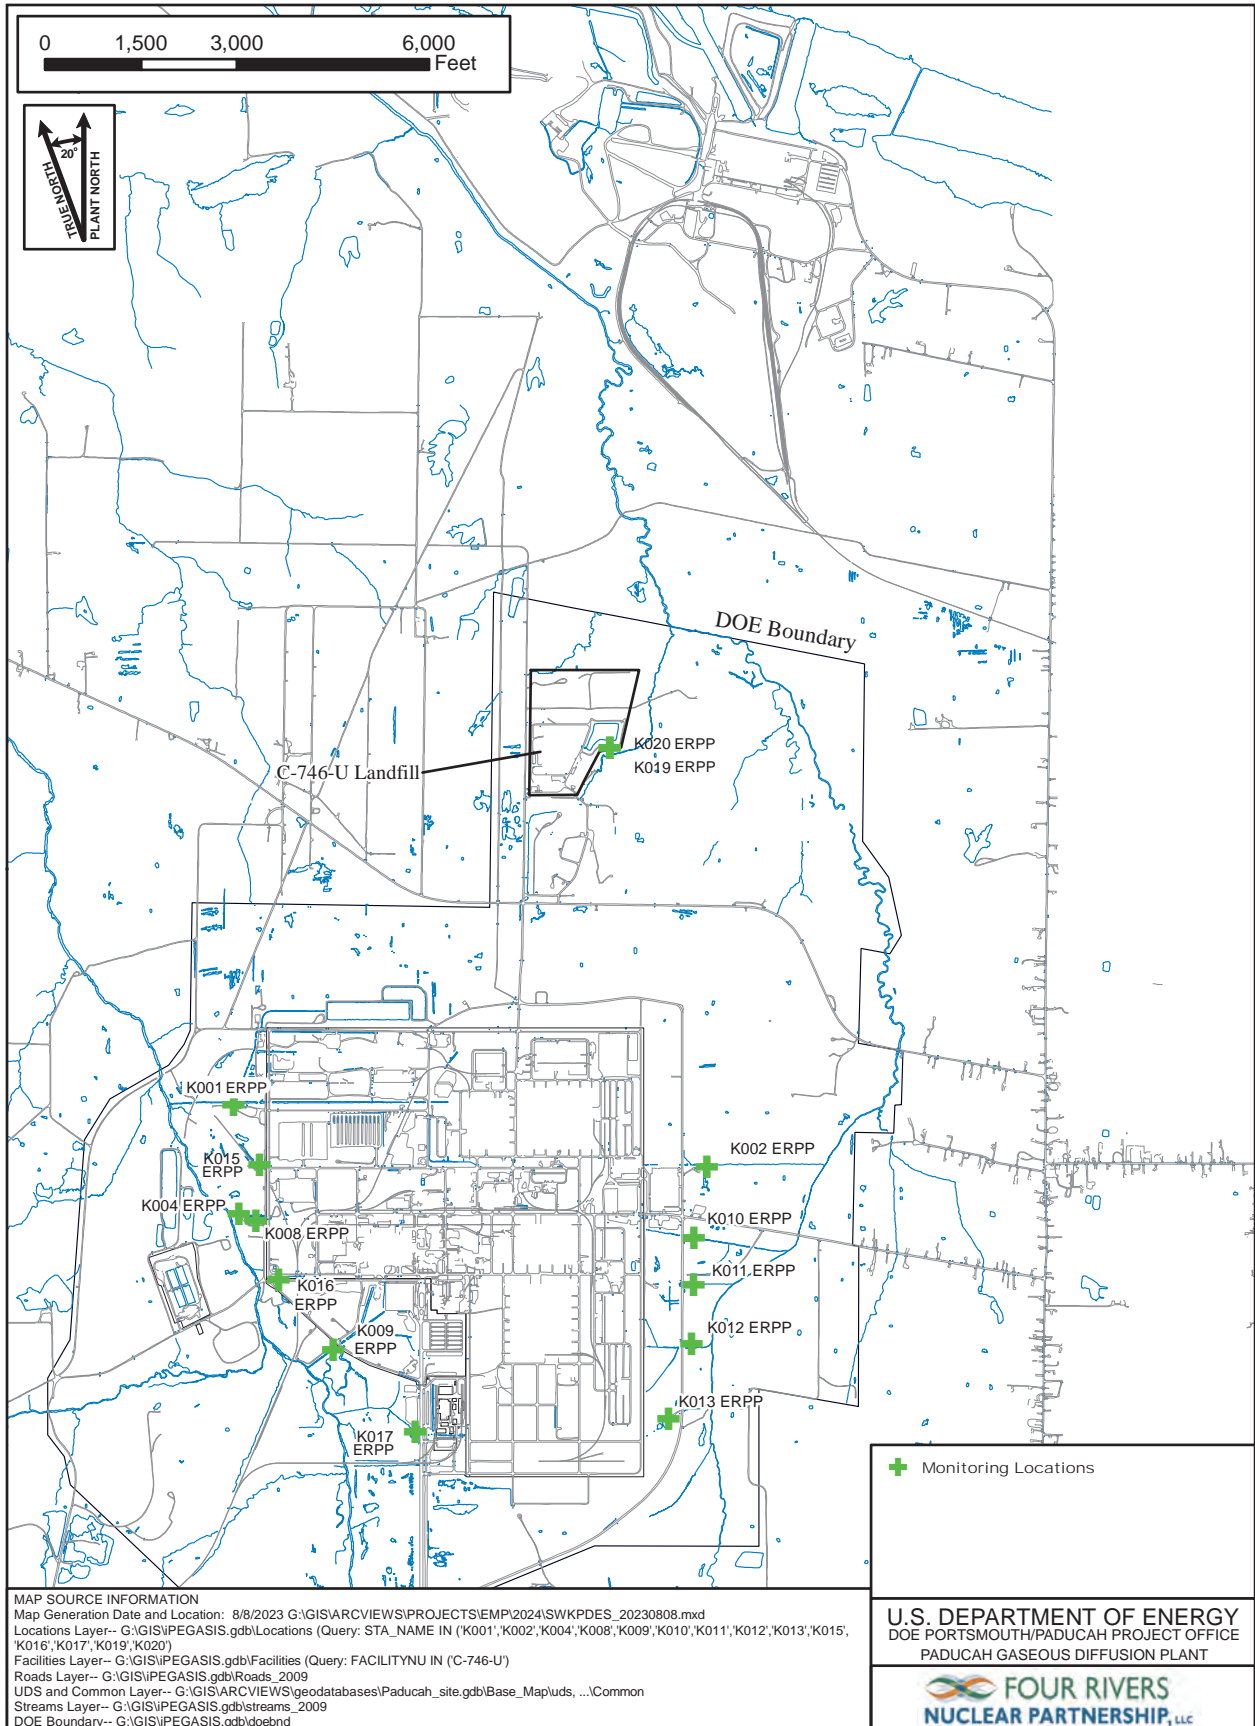 0 1,500 3,000 6,000
Feet
20°
TRUE NORTH
PLANT NORTH
DOE Boundary
K020 ERPP
K019 ERPP
C-746-U Landfill
K001 ERPP
K015
ERPP
K002 ERPP
K004 ERPP
K008 ERPP
K010 ERPP
K011 ERPP
K016
ERPP
K009
ERPP
K012 ERPP
K013 ERPP
K017
ERPP
Monitoring Locations
MAP SOURCE INFORMATION
Map Generation Date and Location: 8/8/2023 G:\GIS\ARCVIEWS\PROJECTS\EMP\2024\SWKPDES_20230808.mxd
Locations Layer-- G:\GIS\iPEGASIS.gdb\Locations (Query: STA_NAME IN ('K001','K002','K004','K008','K009','K010','K011','K012','K013','K015',
'K016','K017','K019','K020')
Facilities Layer-- G:\GIS\iPEGASIS.gdb\Facilities (Query: FACILITYNU IN ('C-746-U')
Roads Layer-- G:\GIS\iPEGASIS.gdb\Roads_2009
UDS and Common Layer-- G:\GIS\ARCVIEWS\geodatabases\Paducah_site.gdb\Base_Map\uds, ...\Common
Streams Layer-- G:\GIS\iPEGASIS.gdb\streams_2009
DOE Boundary-- G:\GIS\iPEGASIS.gdb\doebnd
U.S. DEPARTMENT OF ENERGY
DOE PORTSMOUTH/PADUCAH PROJECT OFFICE
PADUCAH GASEOUS DIFFUSION PLANT
FOUR RIVERS
NUCLEAR PARTNERSHIP, LLC